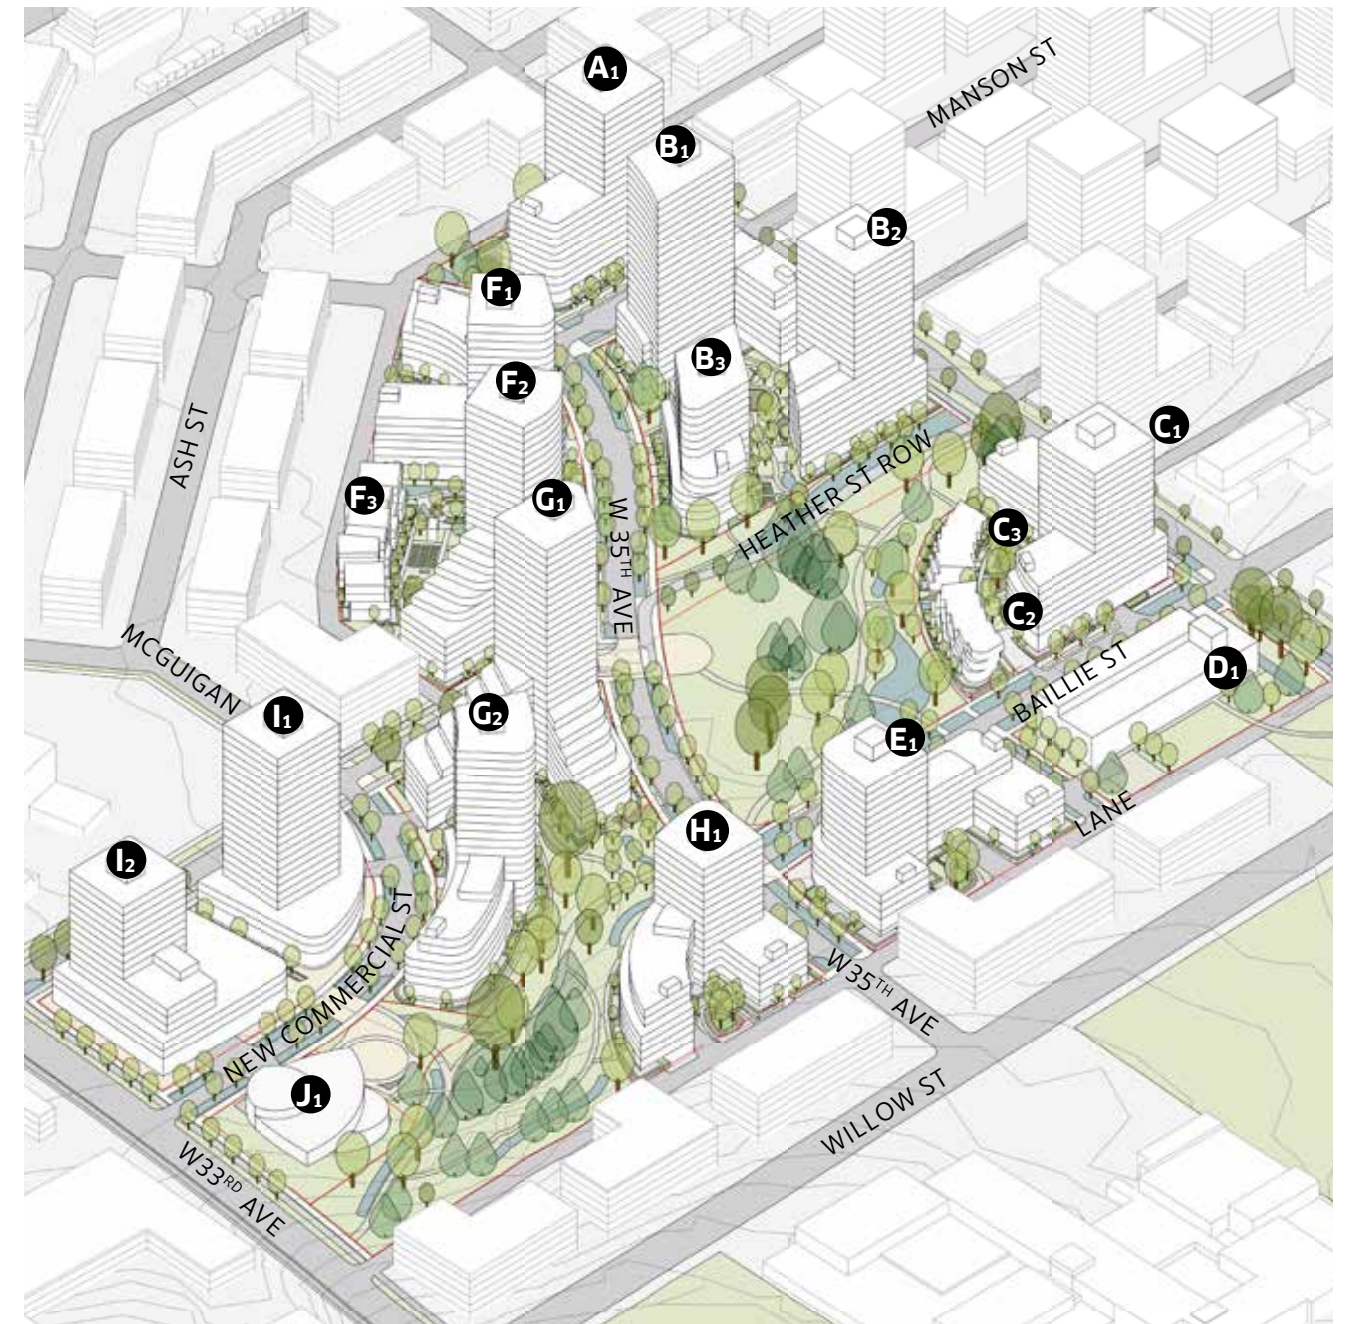 A1
MANSON ST
B1
B2
F1
B3
F2
ASH ST
C1
HEATHER ST ROW
F3
G1
W 35TH AVE
C3
C2
MCGUIGAN
BAILLIE ST
D1
I1
G2
E1
LANE
H1
I2
NEW COMMERCIAL ST
W35TH AVE
J1
WILLOW ST
W33RD AVE